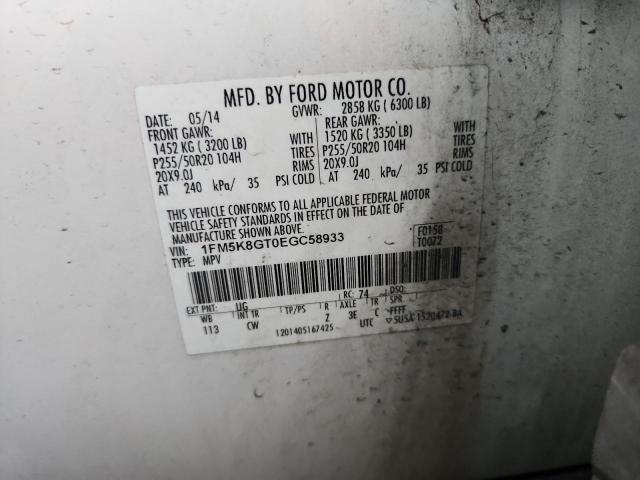 MFD. BY FORD MOTOR CO.
DATE: 05/14 GVWR: 2858 KG ( 6300 LB)
FRONT GAWR: REAR GAWR:
1452 KG ( 3200 LB) 1520 KG ( 3350 LB)
P255/50R20 104H TIRES P255/50R20 104H TIRES
20X9.0J RIMS 20X9.0J RIMS
AT 240 kPa/ 35 PSI COLD AT 240 kPa/ 35 PSI COLD
THIS VEHICLE CONFORMS TO ALL APPLICABLE FEDERAL MOTOR
VEHICLE SAFETY STANDARDS IN EFFECT ON THE DATE OF
MANUFACTURE SHOWN ABOVE.
VIN: 1FM5K8GT0EGC58933 F0158
TYPE: MPV T0072
EXT PNT: UG RC: 74 DSO:
WB INT TR TP/PS R AXLE TR SPR
113 CW Z 3E C FFFF
1201405167425 UTC